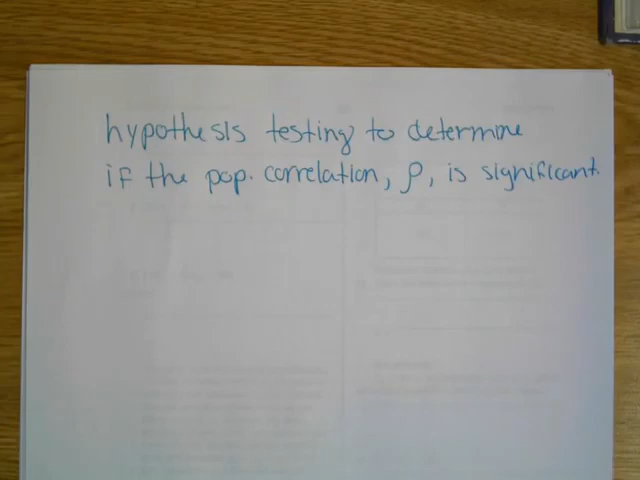 hypothesis testing to determine
if the pop. correlation, ρ, is significant.